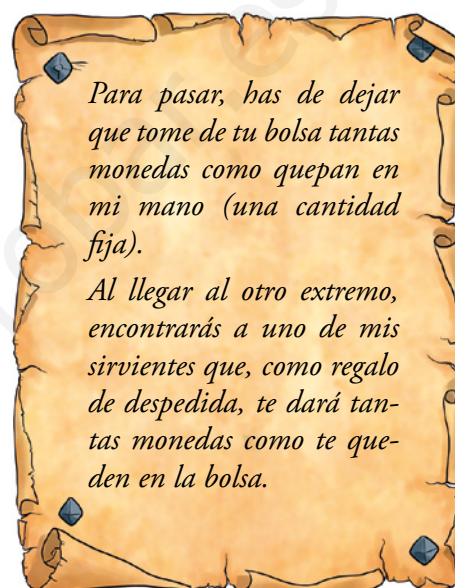 Para pasar, has de dejar
que tome de tu bolsa tantas
monedas como quepan en
mi mano (una cantidad
fija).
Al llegar al otro extremo,
encontrarás a uno de mis
sirvientes que, como regalo
de despedida, te dará tan-
tas monedas como te que-
den en la bolsa.